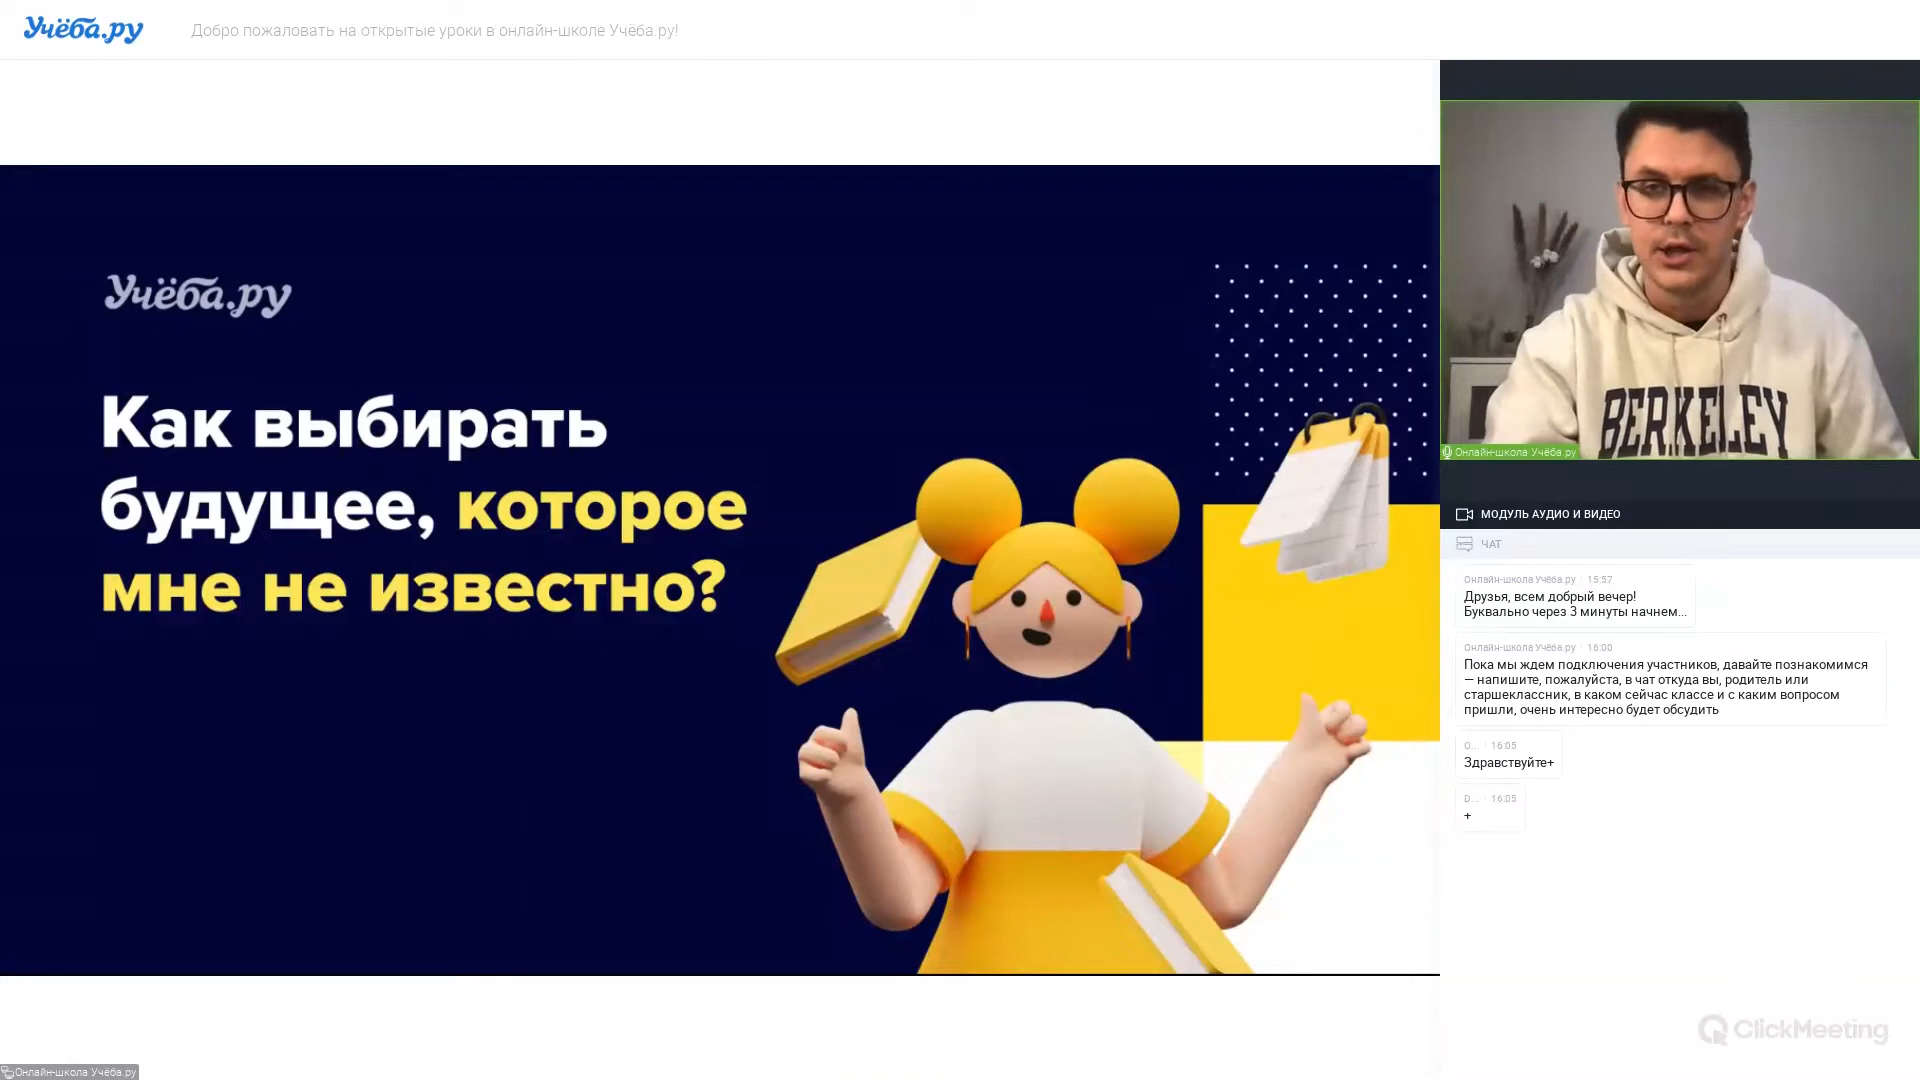 Учёба.ру
Добро пожаловать на открытые уроки в онлайн-школе Учёба.ру!
Учёба.ру
Как выбирать
будущее, которое
мне не известно?
BERKELEY
Онлайн-школа Учёба.ру
МОДУЛЬ АУДИО И ВИДЕО
ЧАТ
Онлайн-школа Учёба.ру · 15:57
Друзья, всем добрый вечер!
Буквально через 3 минуты начнем...
Онлайн-школа Учёба.ру · 16:00
Пока мы ждем подключения участников, давайте познакомимся
— напишите, пожалуйста, в чат откуда вы, родитель или
старшеклассник, в каком сейчас классе и с каким вопросом
пришли, очень интересно будет обсудить
О... · 16:05
Здравствуйте+
D... · 16:05
+
ClickMeeting
Онлайн-школа Учёба.ру